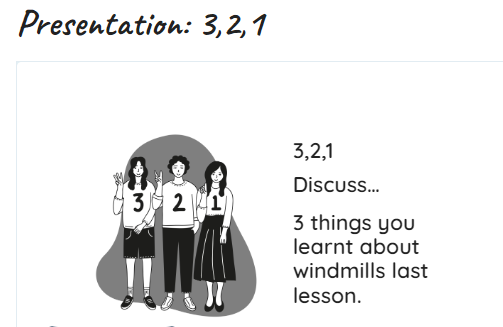 Presentation: 3,2,1
3 2 1
3,2,1
Discuss...
3 things you
learnt about
windmills last
lesson.